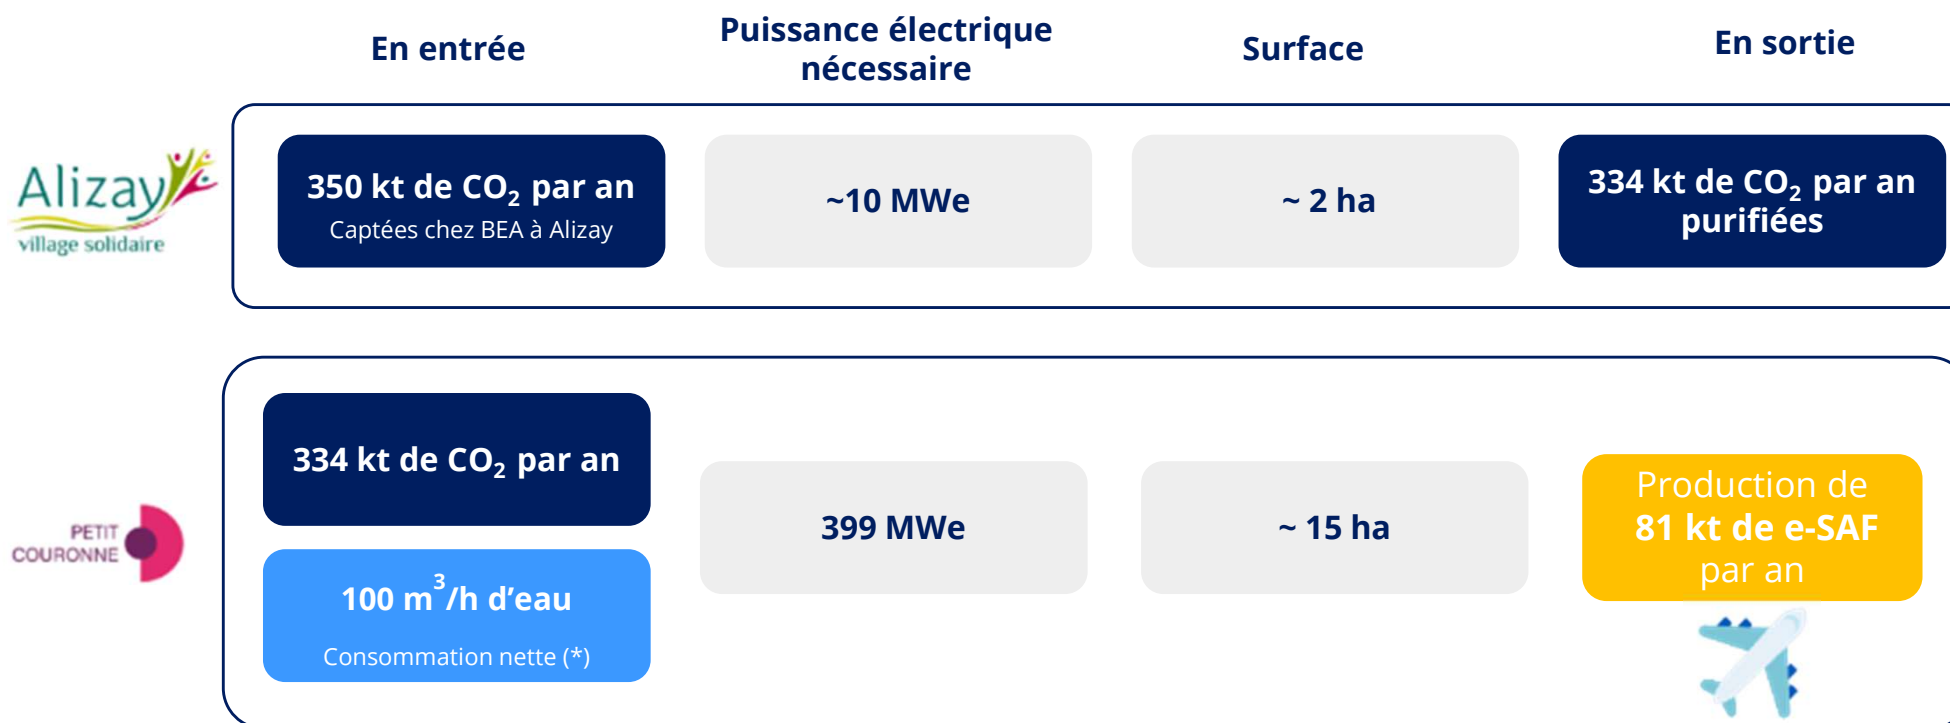 En entrée
Puissance électrique
nécessaire
Surface
En sortie
Alizay
village solidaire
350 kt de CO₂ par an
Captées chez BEA à Alizay
~10 MWe
~ 2 ha
334 kt de CO₂ par an
purifiées
PETIT
COURONNE
334 kt de CO₂ par an
100 m³/h d’eau
Consommation nette (*)
399 MWe
~ 15 ha
Production de
81 kt de e-SAF
par an